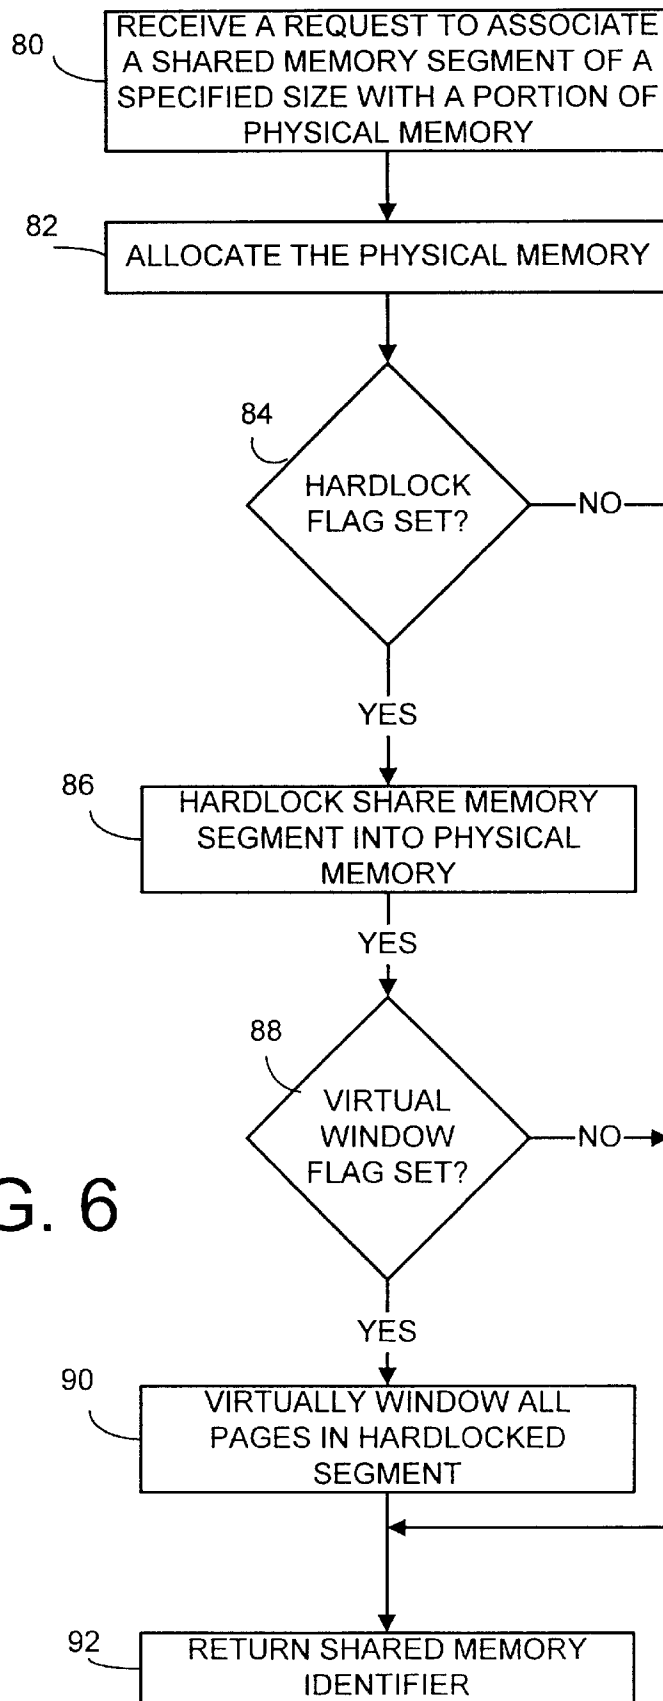 80
RECEIVE A REQUEST TO ASSOCIATE
A SHARED MEMORY SEGMENT OF A
SPECIFIED SIZE WITH A PORTION OF
PHYSICAL MEMORY
82
ALLOCATE THE PHYSICAL MEMORY
84
HARDLOCK
FLAG SET?
NO
YES
86
HARDLOCK SHARE MEMORY
SEGMENT INTO PHYSICAL
MEMORY
YES
88
VIRTUAL
WINDOW
FLAG SET?
NO
G. 6
YES
90
VIRTUALLY WINDOW ALL
PAGES IN HARDLOCKED
SEGMENT
92
RETURN SHARED MEMORY
IDENTIFIER